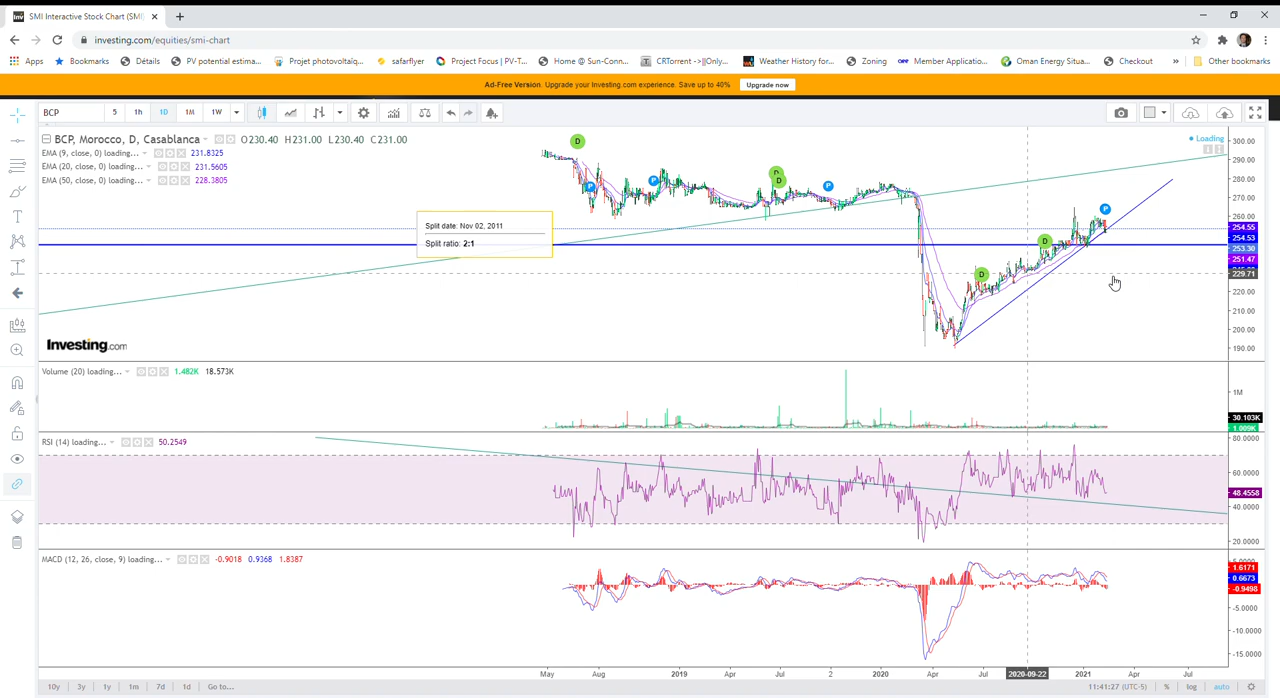 SMI Interactive Stock Chart (SMI)
investing.com/equities/smi-chart
Apps Bookmarks Détails PV potential estima... Projet photovoltaïq... safarflyer Project Focus | PV-T... Home @ Sun-Conn... CRTorrent ->||Only... Weather History for... Zoning Member Application... Oman Energy Situa... Checkout » Other bookmarks
Ad-Free Version. Upgrade your Investing.com experience. Save up to 40% Upgrade now
BCP 5 1h 1D 1M 1W
BCP, Morocco, D, Casablanca O230.40 H231.00 L230.40 C231.00
Loading
EMA (9, close, 0) loading... 231.8325
EMA (20, close, 0) loading... 231.5605
EMA (50, close, 0) loading... 228.3805
300.00
290.00
280.00
270.00
260.00
254.55
254.53
253.30
251.47
229.71
220.00
210.00
200.00
190.00
D
P
P
D
P
D
D
P
Split date: Nov 02, 2011
Split ratio: 2:1
Investing.com
Volume (20) loading... 1.482K 18.573K
1M
30.103K
1.009K
RSI (14) loading... 50.2549
80.0000
60.0000
48.4558
40.0000
20.0000
MACD (12, 26, close, 9) loading... -0.9018 0.9368 1.8387
1.6171
0.6673
-0.9498
-5.0000
-10.0000
-15.0000
May Aug 2019 Apr Jul 2 2020 Apr Jul 2020-09-22 2021 Apr Jul
10y 3y 1y 1m 7d 1d Go to... 11:41:27 (UTC-5) % log auto